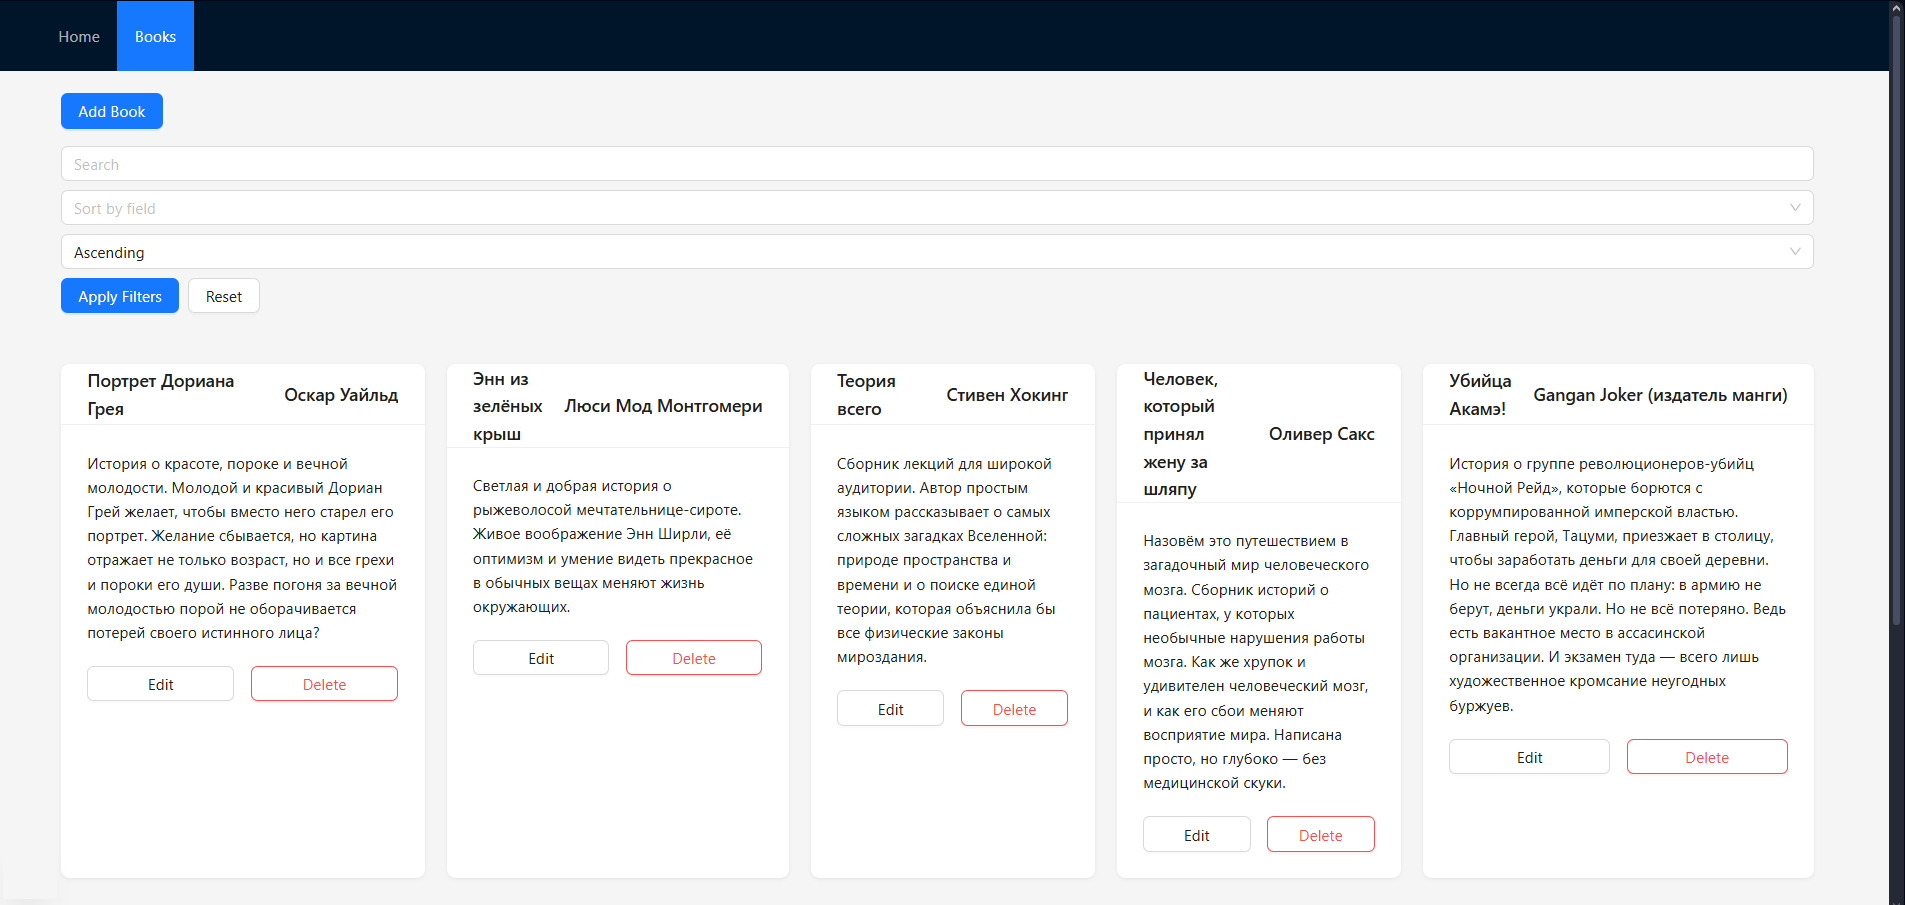 Home
Books
Add Book
Search
Sort by field
Ascending
Apply Filters
Reset
Портрет Дориана
Грея
Оскар Уайльд
История о красоте, пороке и вечной
молодости. Молодой и красивый Дориан
Грей желает, чтобы вместо него старел его
портрет. Желание сбывается, но картина
отражает не только возраст, но и все грехи
и пороки его души. Разве погоня за вечной
молодостью порой не оборачивается
потерей своего истинного лица?
Edit
Delete
Энн из
зелёных
крыш
Люси Мод Монтгомери
Светлая и добрая история о
рыжеволосой мечтательнице-сироте.
Живое воображение Энн Ширли, её
оптимизм и умение видеть прекрасное
в обычных вещах меняют жизнь
окружающих.
Edit
Delete
Теория
всего
Стивен Хокинг
Сборник лекций для широкой
аудитории. Автор простым
языком рассказывает о самых
сложных загадках Вселенной:
природе пространства и
времени и о поиске единой
теории, которая объяснила бы
все физические законы
мироздания.
Edit
Delete
Человек,
который
принял
жену за
шляпу
Оливер Сакс
Назовём это путешествием в
загадочный мир человеческого
мозга. Сборник историй о
пациентах, у которых
необычные нарушения работы
мозга. Как же хрупок и
удивителен человеческий мозг,
и как его сбои меняют
восприятие мира. Написана
просто, но глубоко — без
медицинской скуки.
Edit
Delete
Убийца
Акамэ!
Gangan Joker (издатель манги)
История о группе революционеров-убийц
«Ночной Рейд», которые борются с
коррумпированной имперской властью.
Главный герой, Тацуми, приезжает в столицу,
чтобы заработать деньги для своей деревни.
Но не всегда всё идёт по плану: в армию не
берут, деньги украли. Но не всё потеряно. Ведь
есть вакантное место в ассасинской
организации. И экзамен туда — всего лишь
художественное кромсание неугодных
буржуев.
Edit
Delete